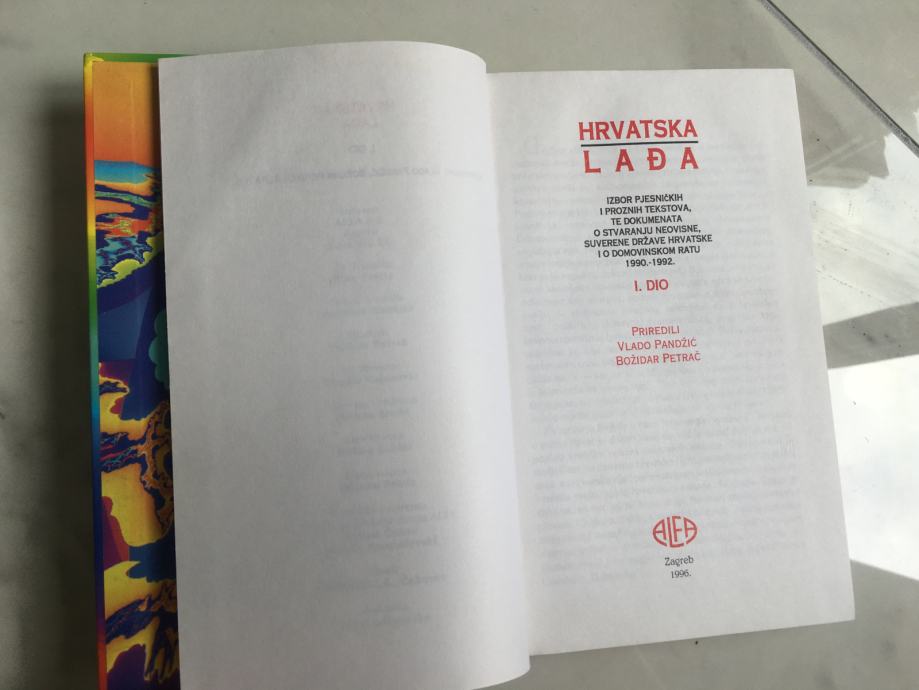 HRVATSKA
LAĐA
IZBOR PJESNIČKIH
I PROZNIH TEKSTOVA,
TE DOKUMENATA
O STVARANJU NEOVISNE,
SUVERENE DRŽAVE HRVATSKE
I O DOMOVINSKOM RATU
1990.-1992.
I. DIO
PRIREDILI
VLADO PANDŽIĆ
BOŽIDAR PETRAČ
ALFA
Zagreb
1996.